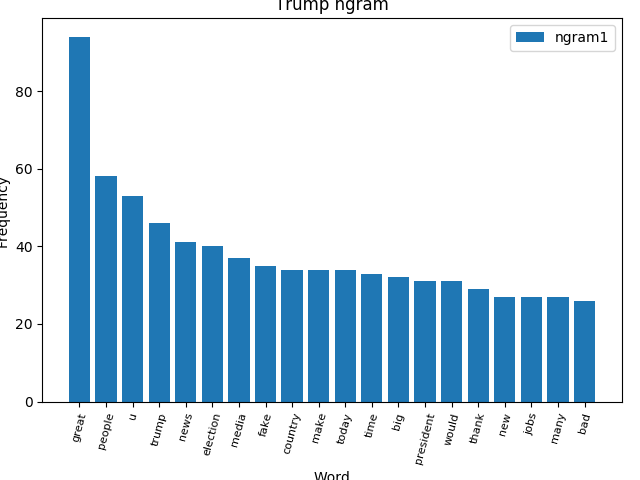 Trump ngram
ngram1
Frequency
80
60
40
20
0
great
people
u
trump
news
election
media
fake
country
make
today
time
big
president
would
thank
new
jobs
many
bad
Word